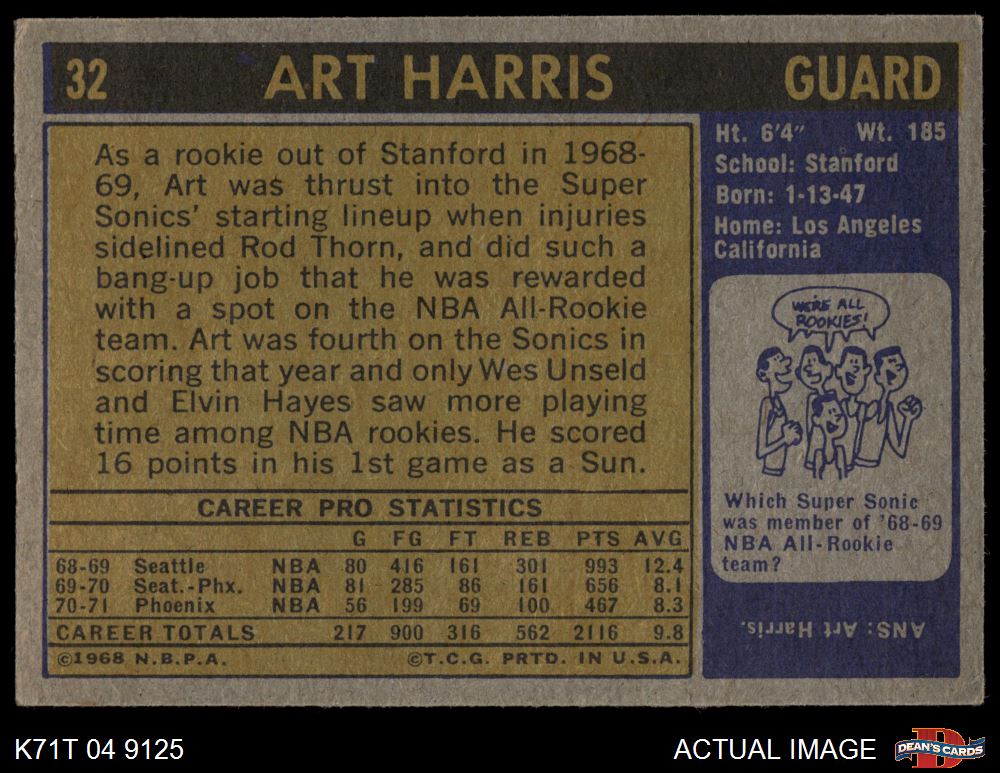 32 ART HARRIS GUARD
As a rookie out of Stanford in 1968-
69, Art was thrust into the Super
Sonics' starting lineup when injuries
sidelined Rod Thorn, and did such a
bang-up job that he was rewarded
with a spot on the NBA All-Rookie
team. Art was fourth on the Sonics in
scoring that year and only Wes Unseld
and Elvin Hayes saw more playing
time among NBA rookies. He scored
16 points in his 1st game as a Sun.
CAREER PRO STATISTICS
G FG FT REB PTS AVG
68-69 Seattle NBA 80 416 161 301 993 12.4
69-70 Seat.-Phx. NBA 81 285 86 161 656 8.1
70-71 Phoenix NBA 56 199 69 100 467 8.3
CAREER TOTALS 217 900 316 562 2116 9.8
©1968 N.B.P.A. ©T.C.G. PRTD. IN U.S.A.
Ht. 6'4" Wt. 185
School: Stanford
Born: 1-13-47
Home: Los Angeles
California
WE'RE ALL
ROOKIES!
Which Super Sonic
was member of '68-69
NBA All-Rookie
team?
ANS: Art Harris.
K71T 04 9125 ACTUAL IMAGE D DEAN'S CARDS